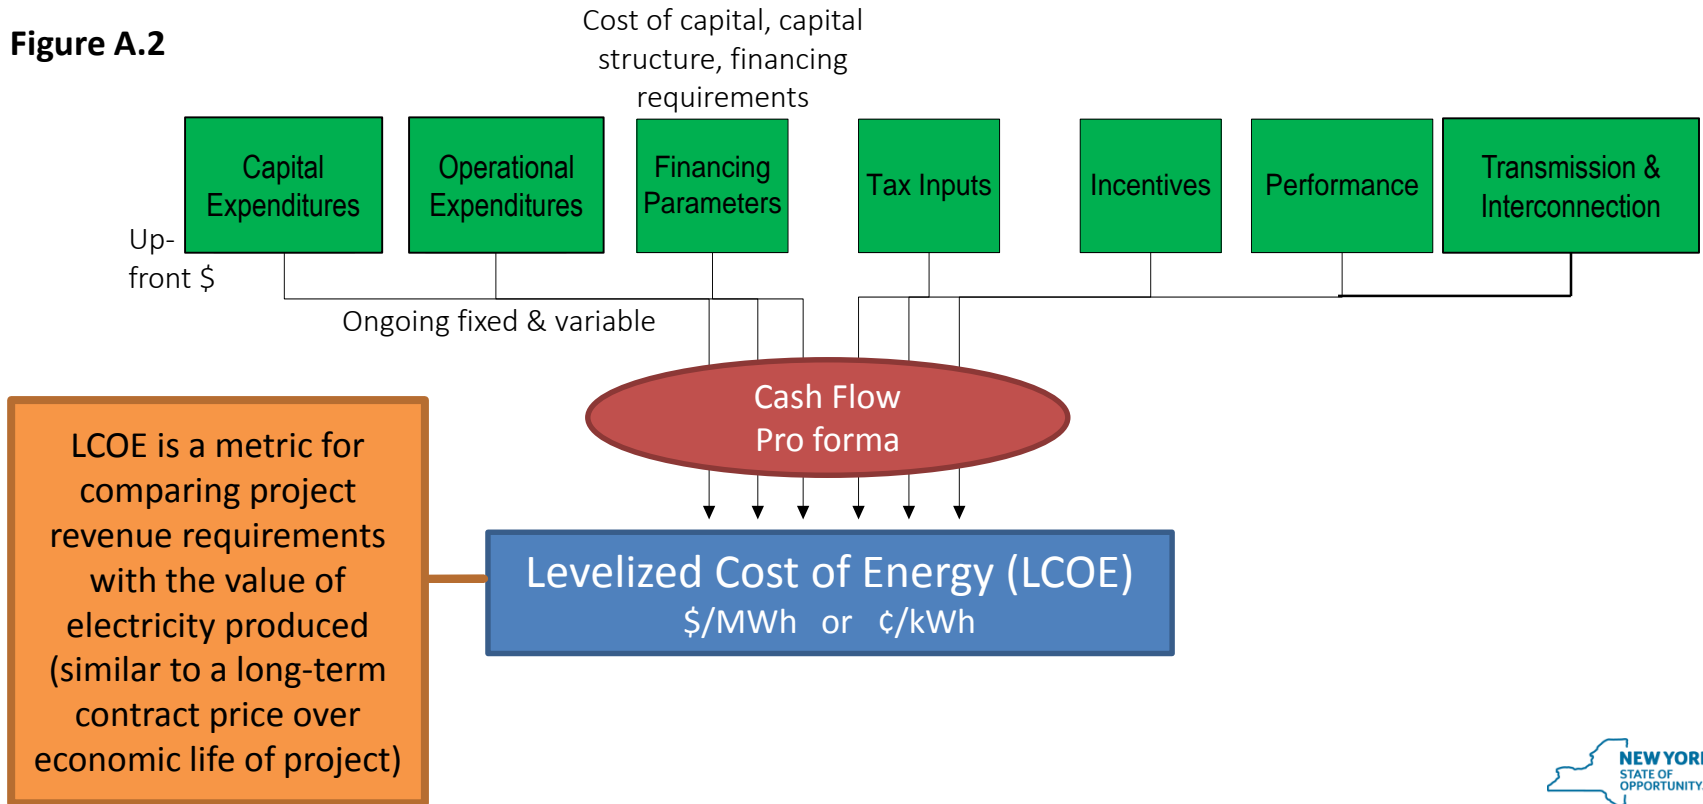 Figure A.2
Cost of capital, capital
structure, financing
requirements
Capital
Expenditures
Operational
Expenditures
Financing
Parameters
Tax Inputs
Incentives
Performance
Transmission &
Interconnection
Up-
front $
Ongoing fixed & variable
Cash Flow
Pro forma
LCOE is a metric for
comparing project
revenue requirements
with the value of
electricity produced
(similar to a long-term
contract price over
economic life of project)
Levelized Cost of Energy (LCOE)
$/MWh or ¢/kWh
NEW YORK
STATE OF
OPPORTUNITY